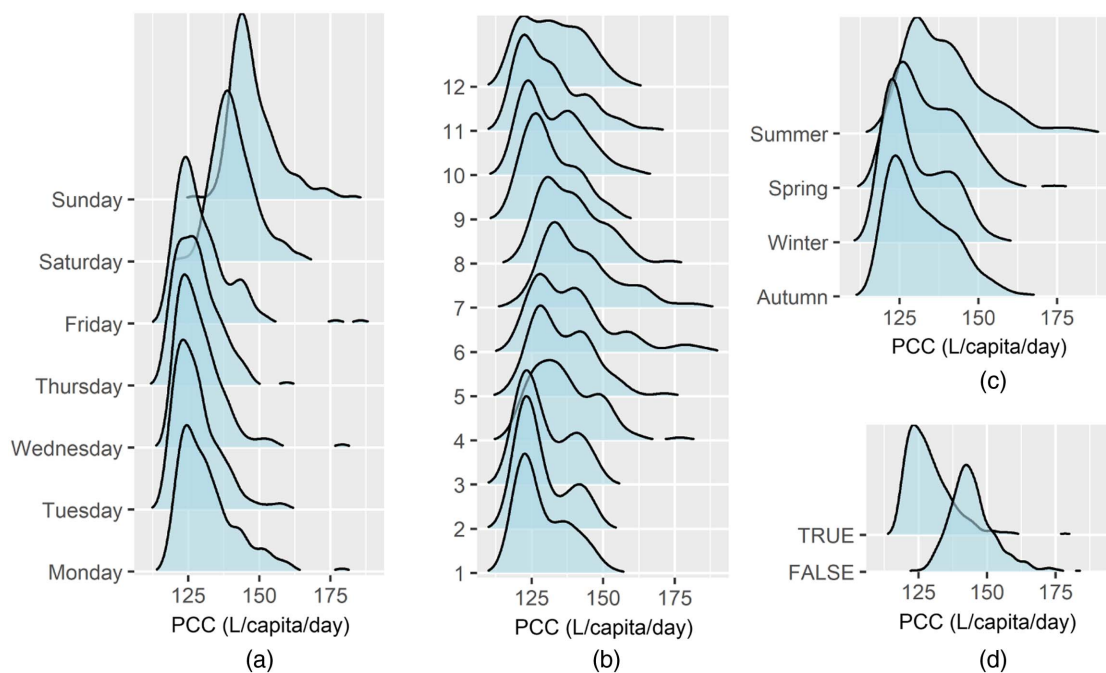 Sunday
Saturday
Friday
Thursday
Wednesday
Tuesday
Monday
125 150 175
PCC (L/capita/day)
(a)
12
11
10
9
8
7
6
5
4
3
2
1
125 150 175
PCC (L/capita/day)
(b)
Summer
Spring
Winter
Autumn
125 150 175
PCC (L/capita/day)
(c)
TRUE
FALSE
125 150 175
PCC (L/capita/day)
(d)